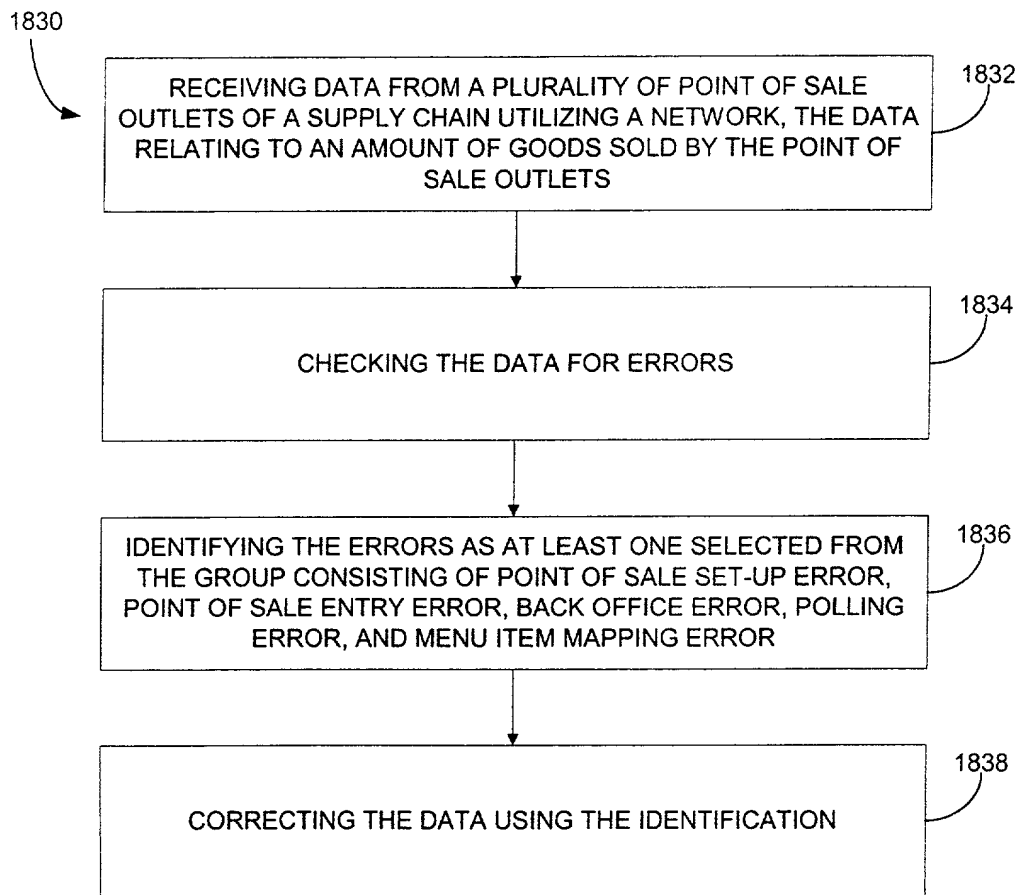 1830
RECEIVING DATA FROM A PLURALITY OF POINT OF SALE
OUTLETS OF A SUPPLY CHAIN UTILIZING A NETWORK, THE DATA
RELATING TO AN AMOUNT OF GOODS SOLD BY THE POINT OF
SALE OUTLETS
1832
CHECKING THE DATA FOR ERRORS
1834
IDENTIFYING THE ERRORS AS AT LEAST ONE SELECTED FROM
THE GROUP CONSISTING OF POINT OF SALE SET-UP ERROR,
POINT OF SALE ENTRY ERROR, BACK OFFICE ERROR, POLLING
ERROR, AND MENU ITEM MAPPING ERROR
1836
CORRECTING THE DATA USING THE IDENTIFICATION
1838